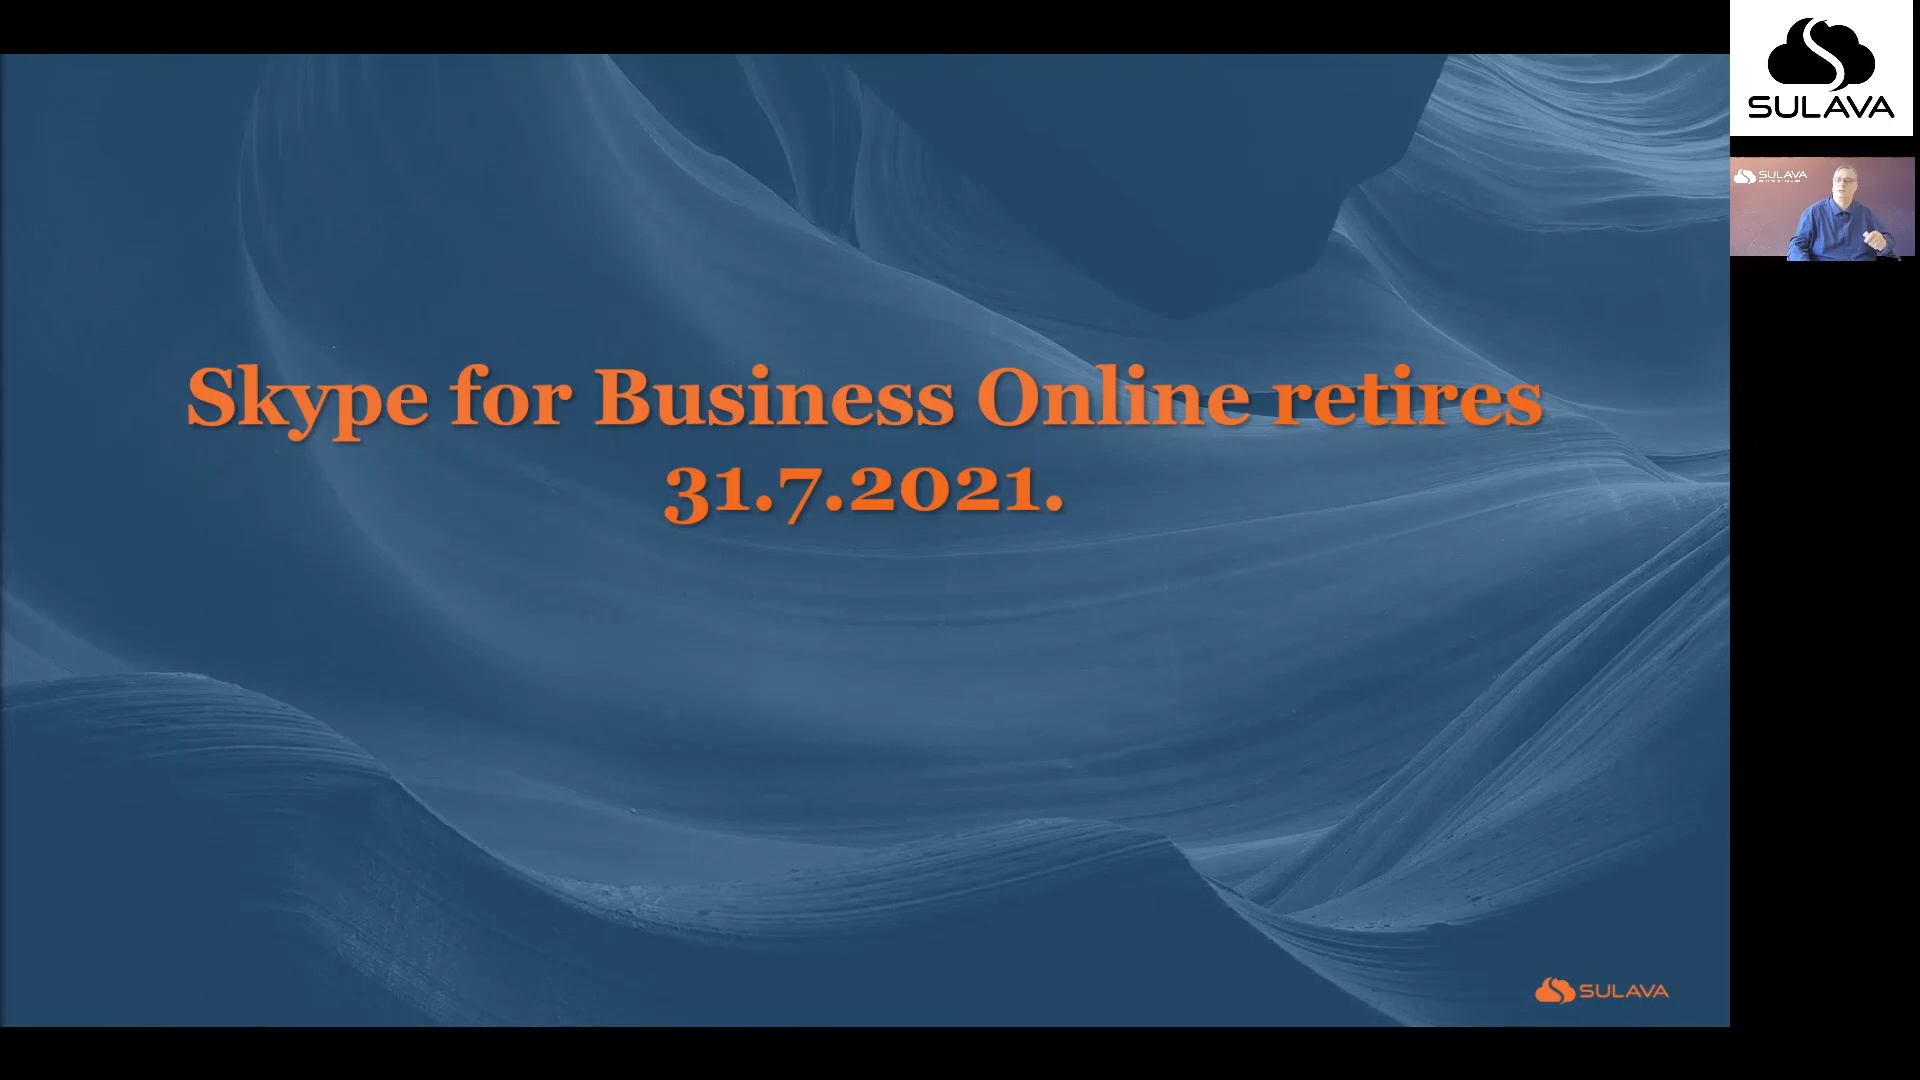 SULAVA
SULAVA
Skype for Business Online retires
31.7.2021.
SULAVA